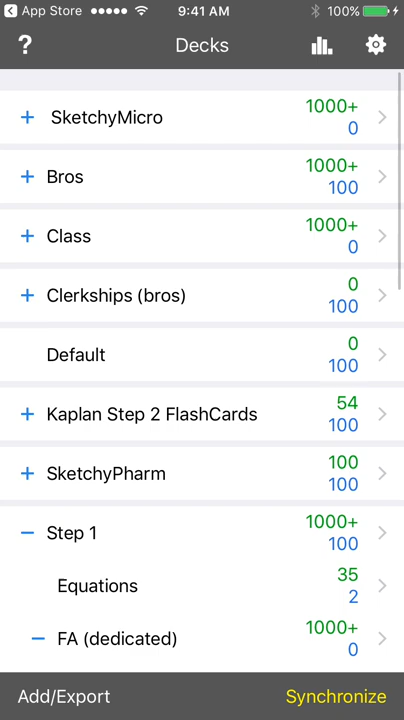 App Store 9:41 AM 100%
? Decks
+ SketchyMicro 1000+
0
+ Bros 1000+
100
+ Class 1000+
0
+ Clerkships (bros) 0
100
Default 0
100
+ Kaplan Step 2 FlashCards 54
100
+ SketchyPharm 100
100
− Step 1 1000+
100
Equations 35
2
− FA (dedicated) 1000+
0
Add/Export Synchronize